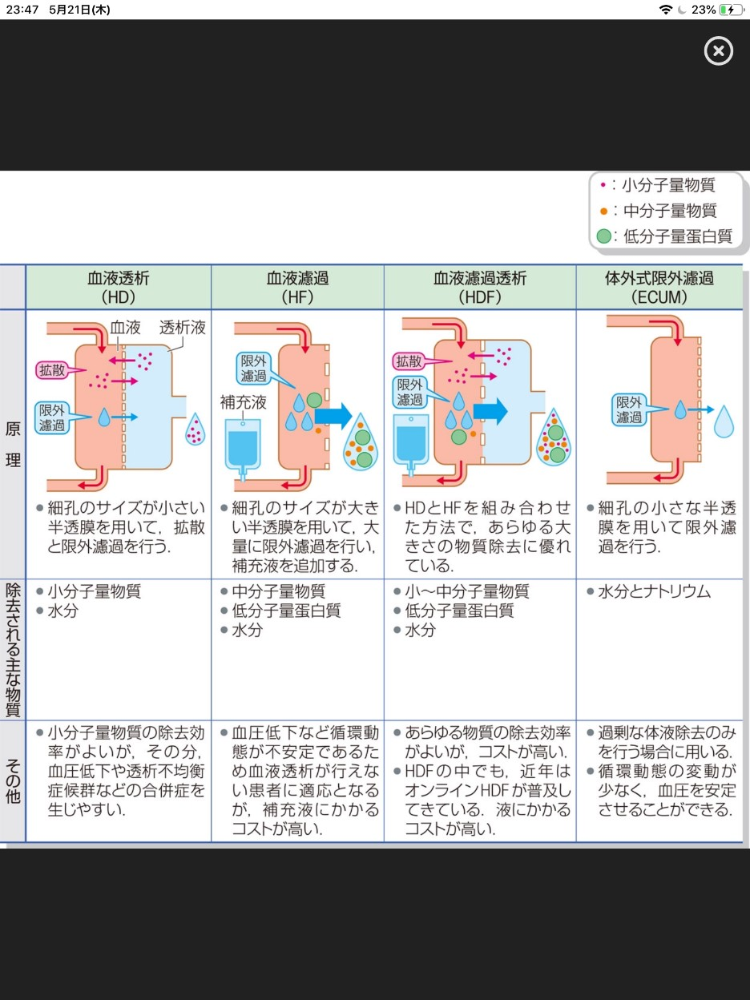 23:47 5月21日(木)
23%
：小分子量物質
：中分子量物質
：低分子量蛋白質
血液透析
（HD）
血液濾過
（HF）
血液濾過透析
（HDF）
体外式限外濾過
（ECUM）
原理
血液
透析液
拡散
限外
濾過
限外
濾過
補充液
拡散
限外
濾過
限外
濾過
●細孔のサイズが小さい
半透膜を用いて，拡散
と限外濾過を行う．
●細孔のサイズが大き
い半透膜を用いて，大
量に限外濾過を行い，
補充液を追加する．
●HDとHFを組み合わせ
た方法で，あらゆる大
きさの物質除去に優れ
ている．
●細孔の小さな半透
膜を用いて限外濾
過を行う．
除去される主な物質
●小分子量物質
●水分
●中分子量物質
●低分子量蛋白質
●水分
●小〜中分子量物質
●低分子量蛋白質
●水分
●水分とナトリウム
その他
●小分子量物質の除去効
率がよいが，その分，
血圧低下や透析不均衡
症候群などの合併症を
生じやすい．
●血圧低下など循環動
態が不安定であるた
め血液透析が行えな
い患者に適応となる
が，補充液にかかる
コストが高い．
●あらゆる物質の除去効率
がよいが，コストが高い．
●HDFの中でも，近年は
オンラインHDFが普及し
てきている．液にかかる
コストが高い．
●過剰な体液除去のみ
を行う場合に用いる．
●循環動態の変動が
少なく，血圧を安定
させることができる．